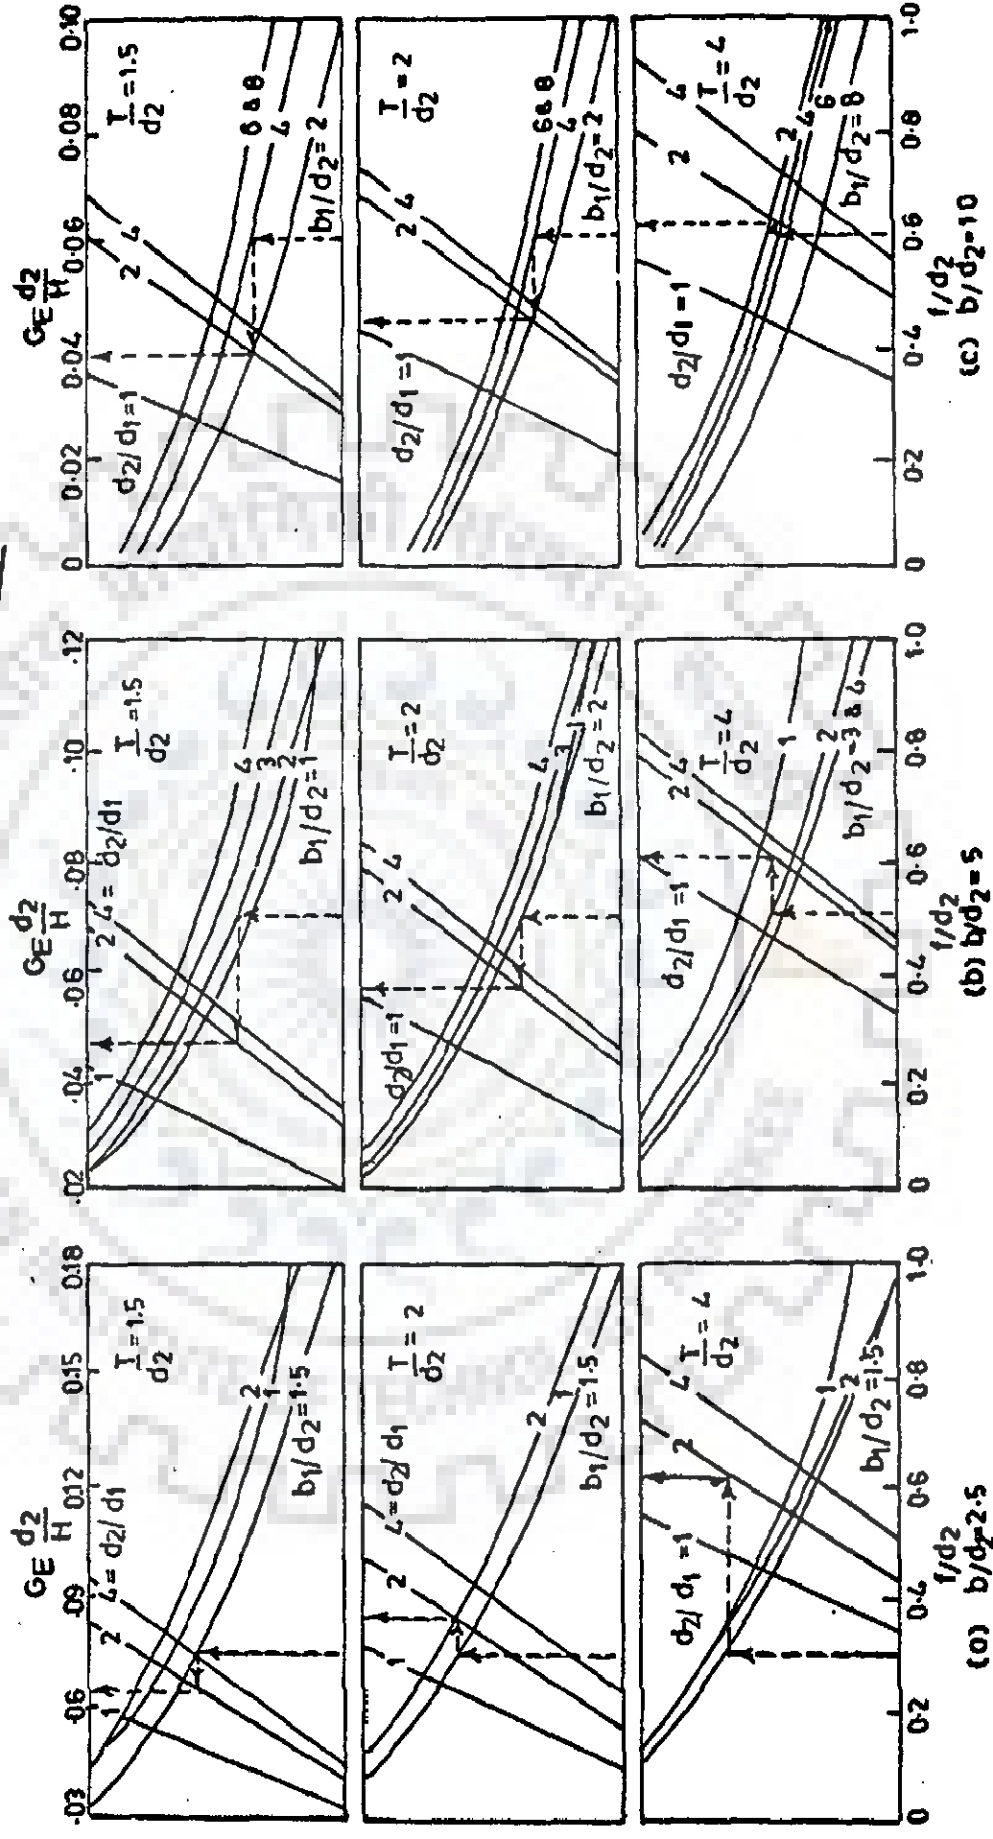 GE d2/H
.03 .06 .09 0.12 0.15 0.18
1 2 4 = d2/d1
T/d2 = 1.5
2
1
b1/d2 = 1.5
1 2 4 = d2/d1
T/d2 = 2
2
1
b1/d2 = 1.5
d2/d1 = 1 2 4
T/d2 = 4
1
2
b1/d2 = 1.5
0 0.2 0.4 0.6 0.8 1.0
f/d2
(a) b/d2=2.5
GE d2/H
.02 .04 .06 .08 .10 .12
1 2 4 = d2/d1
T/d2 = 1.5
4
3
2
b1/d2 = 1
d2/d1 = 1 2 4
T/d2 = 2
4
3
b1/d2 = 2
d2/d1 = 1 2 4
T/d2 = 4
1
2
b1/d2 = 3 & 4
0 0.2 0.4 0.6 0.8 1.0
f/d2
(b) b/d2=5
GE d2/H
0 0.02 0.04 0.06 0.08 0.10
d2/d1 = 1 2 4
T/d2 = 1.5
6 & 8
4
b1/d2 = 2
d2/d1 = 1 2 4
T/d2 = 2
6 & 8
4
b1/d2 = 2
d2/d1 = 1 2 4
T/d2 = 4
2
4
6
b1/d2 = 8
0 0.2 0.4 0.6 0.8 1.0
f/d2
(c) b/d2=10